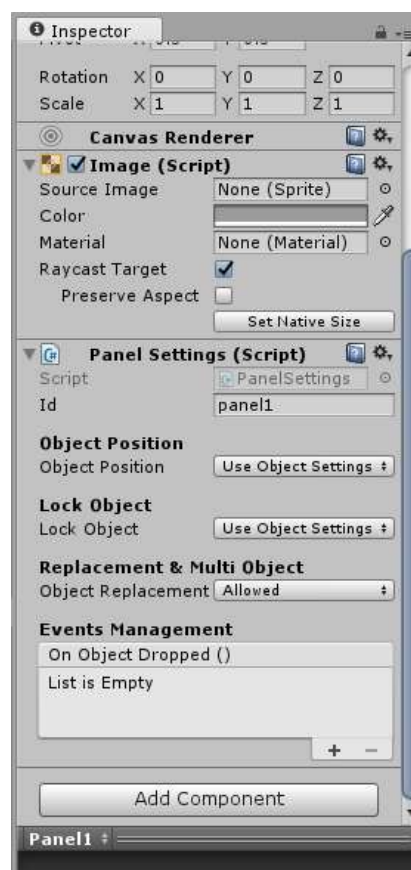 Inspector
Rotation X 0 Y 0 Z 0
Scale X 1 Y 1 Z 1
Canvas Renderer
Image (Script)
Source Image None (Sprite)
Color
Material None (Material)
Raycast Target
Preserve Aspect
Set Native Size
Panel Settings (Script)
Script PanelSettings
Id panel1
Object Position
Object Position Use Object Settings
Lock Object
Lock Object Use Object Settings
Replacement & Multi Object
Object Replacement Allowed
Events Management
On Object Dropped ()
List is Empty
+ −
Add Component
Panel1